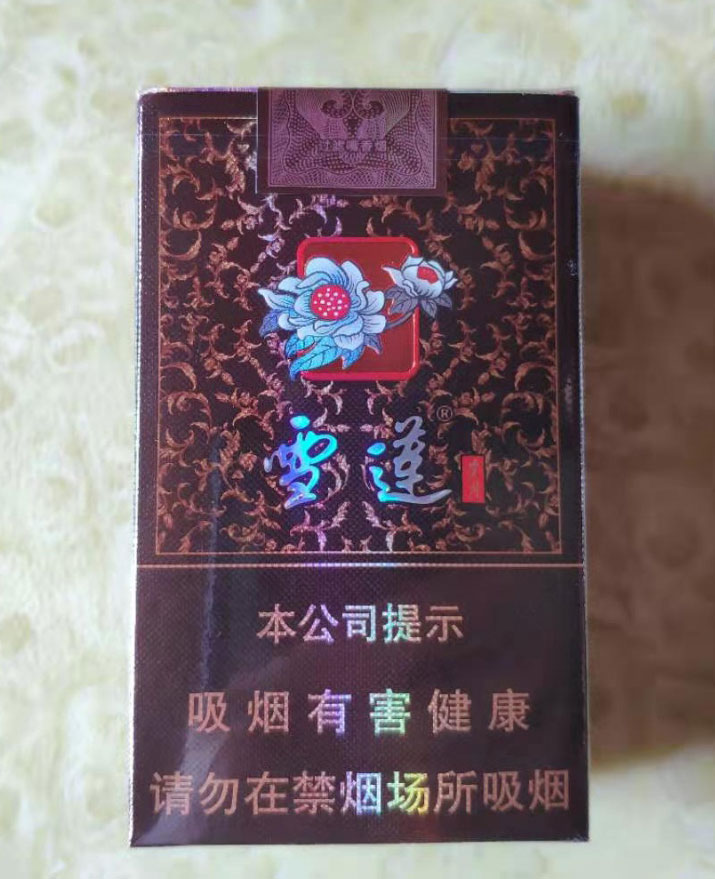 雪莲®
本公司提示
吸烟有害健康
请勿在禁烟场所吸烟